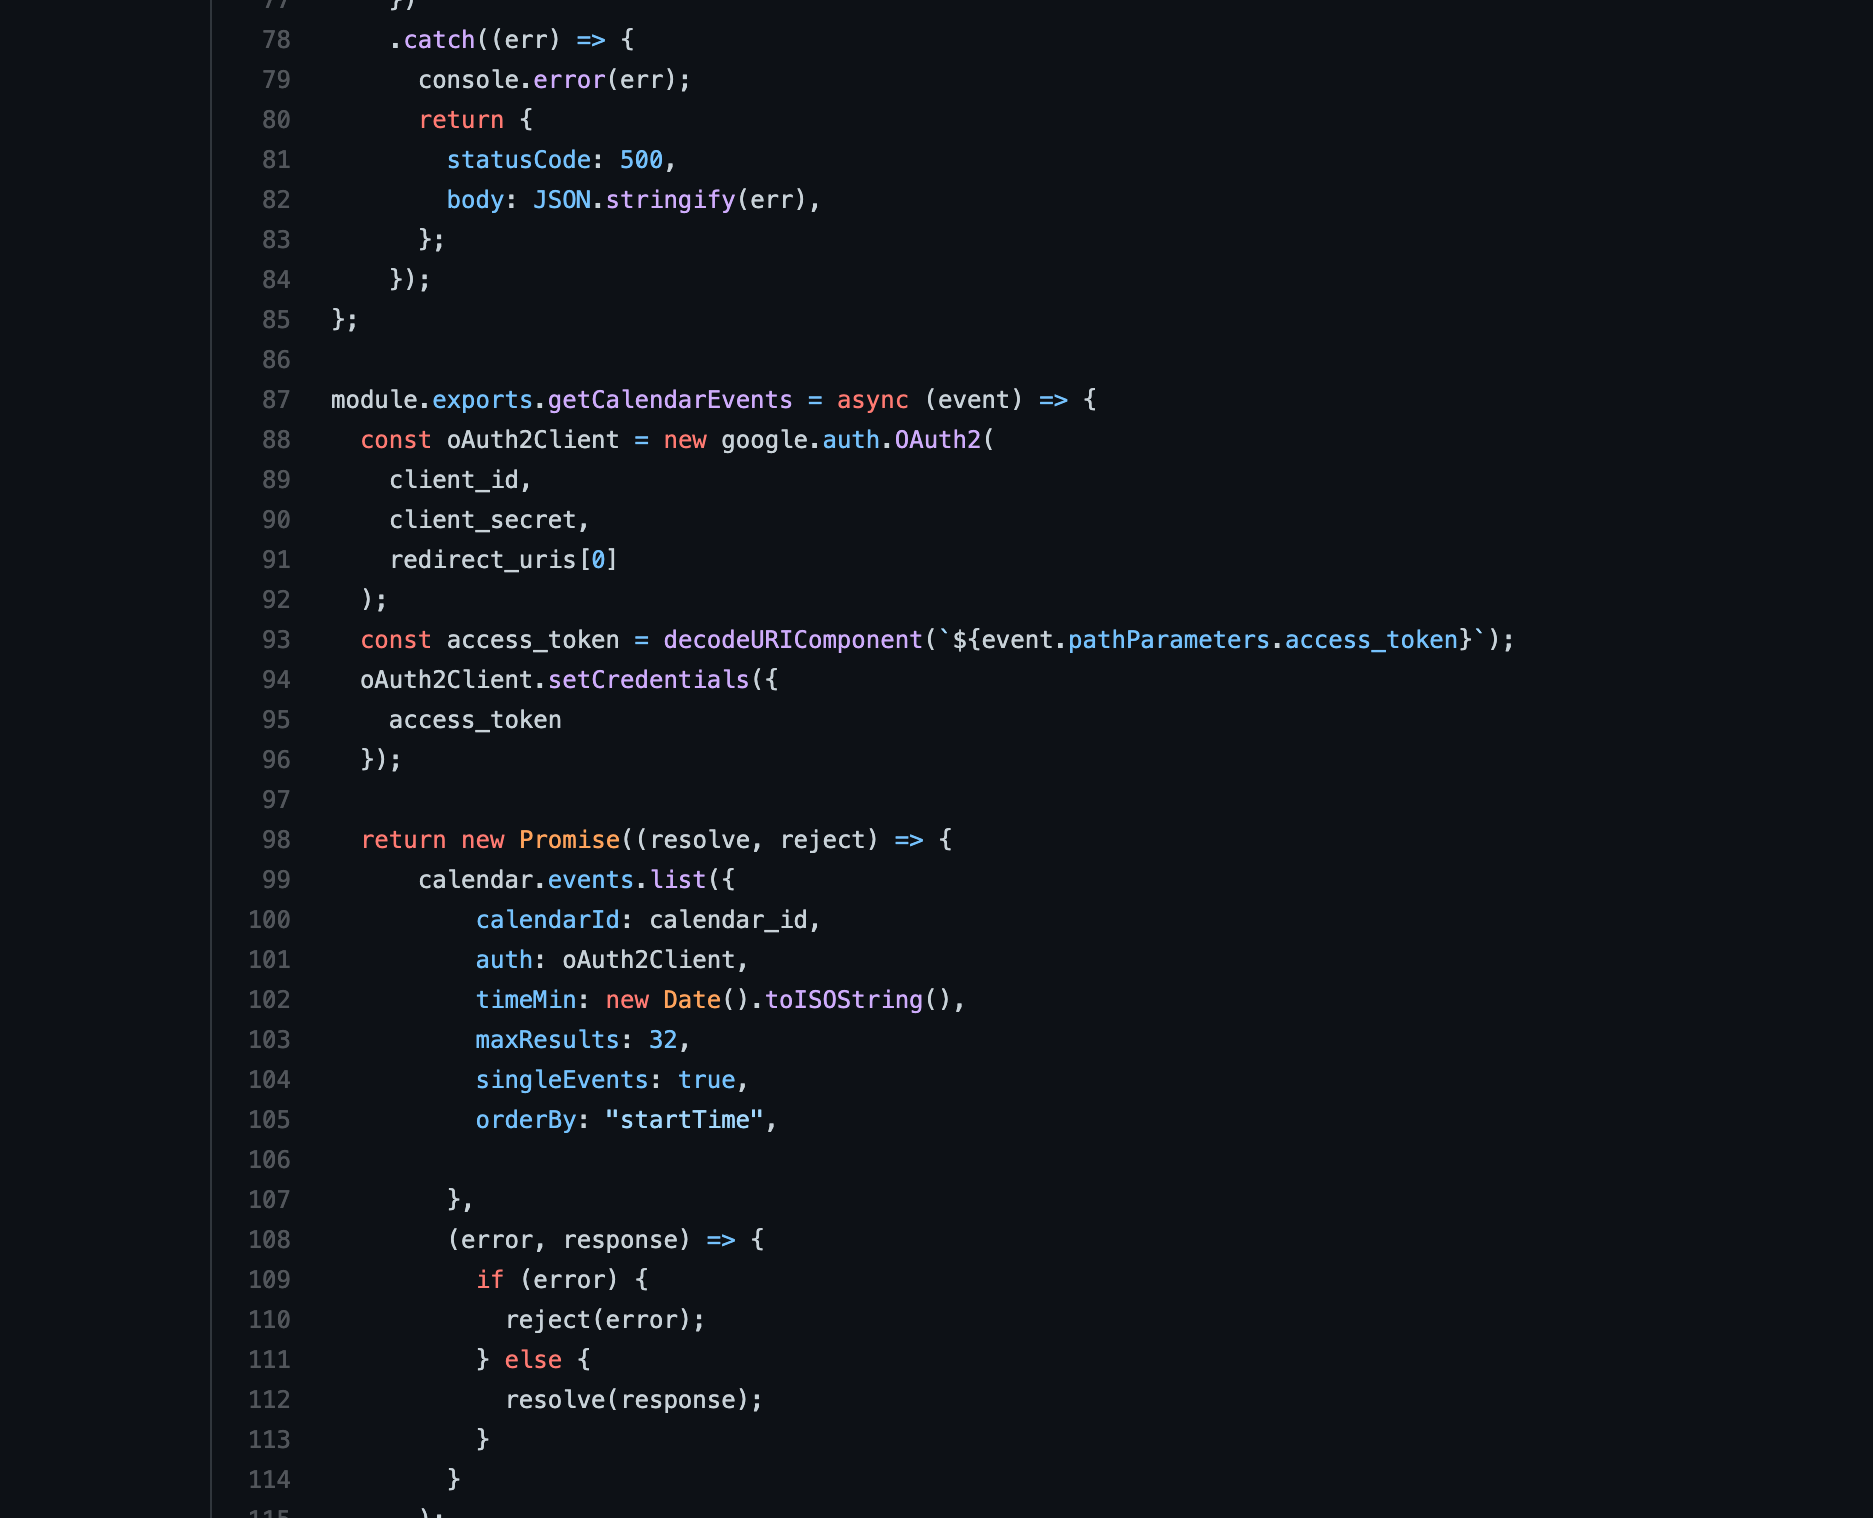 77 })
78 .catch((err) => {
79 console.error(err);
80 return {
81 statusCode: 500,
82 body: JSON.stringify(err),
83 };
84 });
85 };
86
87 module.exports.getCalendarEvents = async (event) => {
88 const oAuth2Client = new google.auth.OAuth2(
89 client_id,
90 client_secret,
91 redirect_uris[0]
92 );
93 const access_token = decodeURIComponent(`${event.pathParameters.access_token}`);
94 oAuth2Client.setCredentials({
95 access_token
96 });
97
98 return new Promise((resolve, reject) => {
99 calendar.events.list({
100 calendarId: calendar_id,
101 auth: oAuth2Client,
102 timeMin: new Date().toISOString(),
103 maxResults: 32,
104 singleEvents: true,
105 orderBy: "startTime",
106
107 },
108 (error, response) => {
109 if (error) {
110 reject(error);
111 } else {
112 resolve(response);
113 }
114 }
115 );